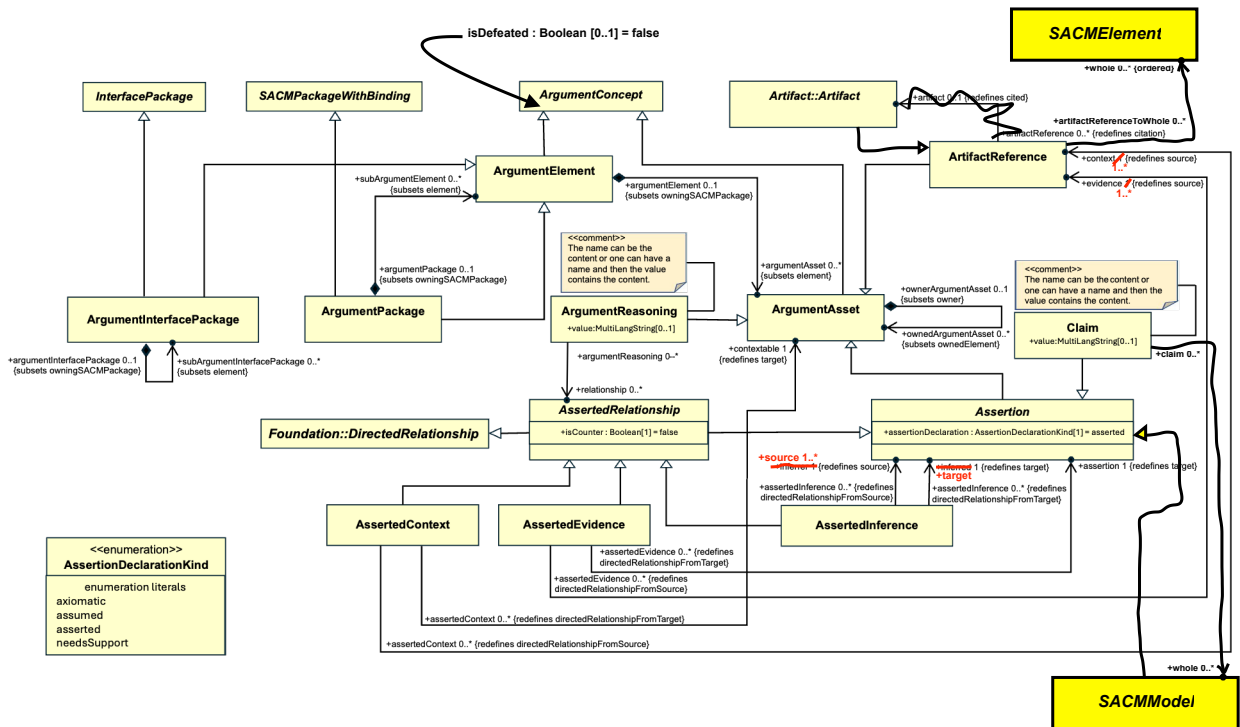 isDefeated : Boolean [0..1] = false
SACMElement
+whole 0..* {ordered}
InterfacePackage
SACMPackageWithBinding
ArgumentConcept
Artifact::Artifact
+artifact 0..1 {redefines cited}
+artifactReferenceToWhole 0..*
+artifactReference 0..* {redefines citation}
ArtifactReference
+context 1 {redefines source}
1..*
+evidence 1 {redefines source}
1..*
ArgumentElement
+subArgumentElement 0..*
{subsets element}
+argumentElement 0..1
{subsets owningSACMPackage}
<<comment>>
The name can be the
content or one can have a
name and then the value
contains the content.
+argumentPackage 0..1
{subsets owningSACMPackage}
+argumentAsset 0..*
{subsets element}
<<comment>>
The name can be the content or
one can have a name and then the
value contains the content.
+ownerArgumentAsset 0..1
{subsets owner}
ArgumentInterfacePackage
ArgumentPackage
ArgumentReasoning
+value:MultiLangString[0..1]
ArgumentAsset
Claim
+value:MultiLangString[0..1]
+ownedArgumentAsset 0..*
{subsets ownedElement}
+argumentInterfacePackage 0..1
{subsets owningSACMPackage}
+subArgumentInterfacePackage 0..*
{subsets element}
+argumentReasoning 0..*
+contextable 1
{redefines target}
+claim 0..*
+relationship 0..*
AssertedRelationship
+isCounter : Boolean[1] = false
Foundation::DirectedRelationship
Assertion
+assertionDeclaration : AssertionDeclarationKind[1] = asserted
+source 1..*
+inferrer 1 {redefines source}
+inferred 1 {redefines target}
+target
+assertion 1 {redefines target}
+assertedInference 0..* {redefines
directedRelationshipFromSource}
+assertedInference 0..* {redefines
directedRelationshipFromTarget}
AssertedContext
AssertedEvidence
AssertedInference
+assertedEvidence 0..* {redefines
directedRelationshipFromTarget}
+assertedEvidence 0..* {redefines
directedRelationshipFromSource}
<<enumeration>>
AssertionDeclarationKind
enumeration literals
axiomatic
assumed
asserted
needsSupport
+assertedContext 0..* {redefines directedRelationshipFromTarget}
+assertedContext 0..* {redefines directedRelationshipFromSource}
+whole 0..*
SACMModel